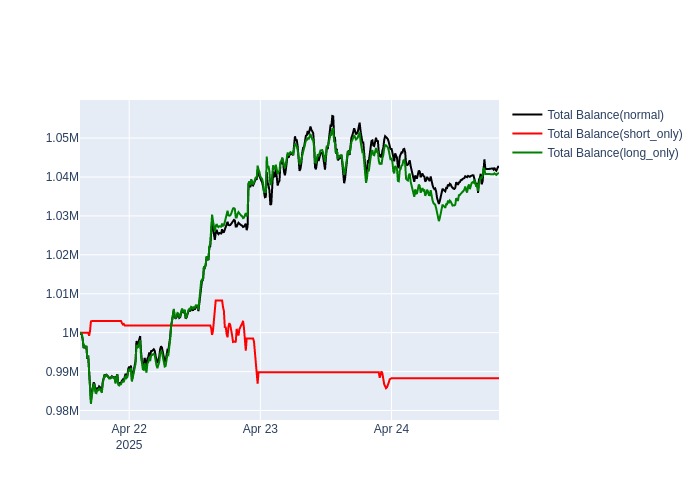 Total Balance(normal)
Total Balance(short_only)
Total Balance(long_only)
1.05M
1.04M
1.03M
1.02M
1.01M
1M
0.99M
0.98M
Apr 22
2025
Apr 23
Apr 24